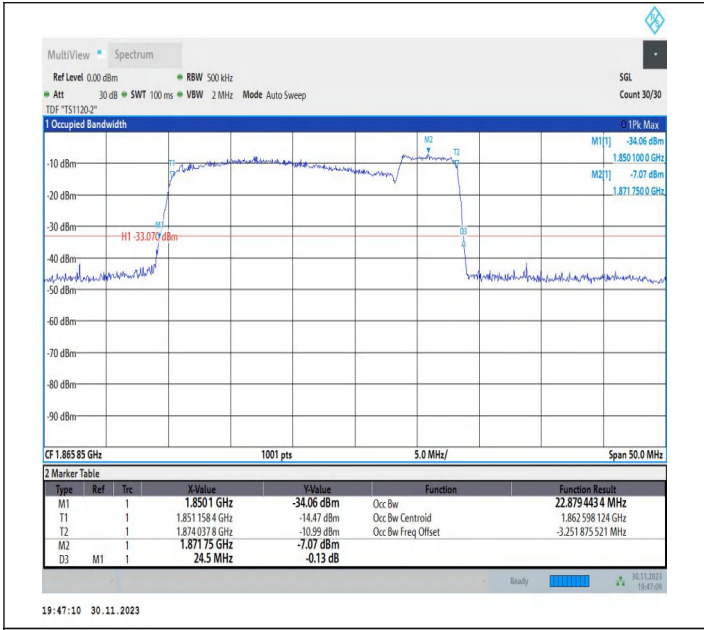 R S
MultiView Spectrum
Ref Level 0.00 dBm RBW 500 kHz SGL
Att 30 dB SWT 100 ms VBW 2 MHz Mode Auto Sweep Count 30/30
TDF "TS1120-2"
1 Occupied Bandwidth 1Pk Max
M1[1] -34.06 dBm
1.850 100 0 GHz
M2[1] -7.07 dBm
1.871 750 0 GHz
M2
T1
T2
-10 dBm
-20 dBm
-30 dBm
M1
D3
H1 -33.070 dBm
-40 dBm
-50 dBm
-60 dBm
-70 dBm
-80 dBm
-90 dBm
CF 1.865 85 GHz 1001 pts 5.0 MHz/ Span 50.0 MHz
2 Marker Table
Type Ref Trc X-Value Y-Value Function Function Result
M1 1 1.8501 GHz -34.06 dBm Occ Bw 22.879 443 4 MHz
T1 1 1.851 158 4 GHz -14.47 dBm Occ Bw Centroid 1.862 598 124 GHz
T2 1 1.874 037 8 GHz -10.99 dBm Occ Bw Freq Offset -3.251 875 521 MHz
M2 1 1.871 75 GHz -7.07 dBm
D3 M1 1 24.5 MHz -0.13 dB
Ready 30.11.2023
19:47:09
19:47:10 30.11.2023